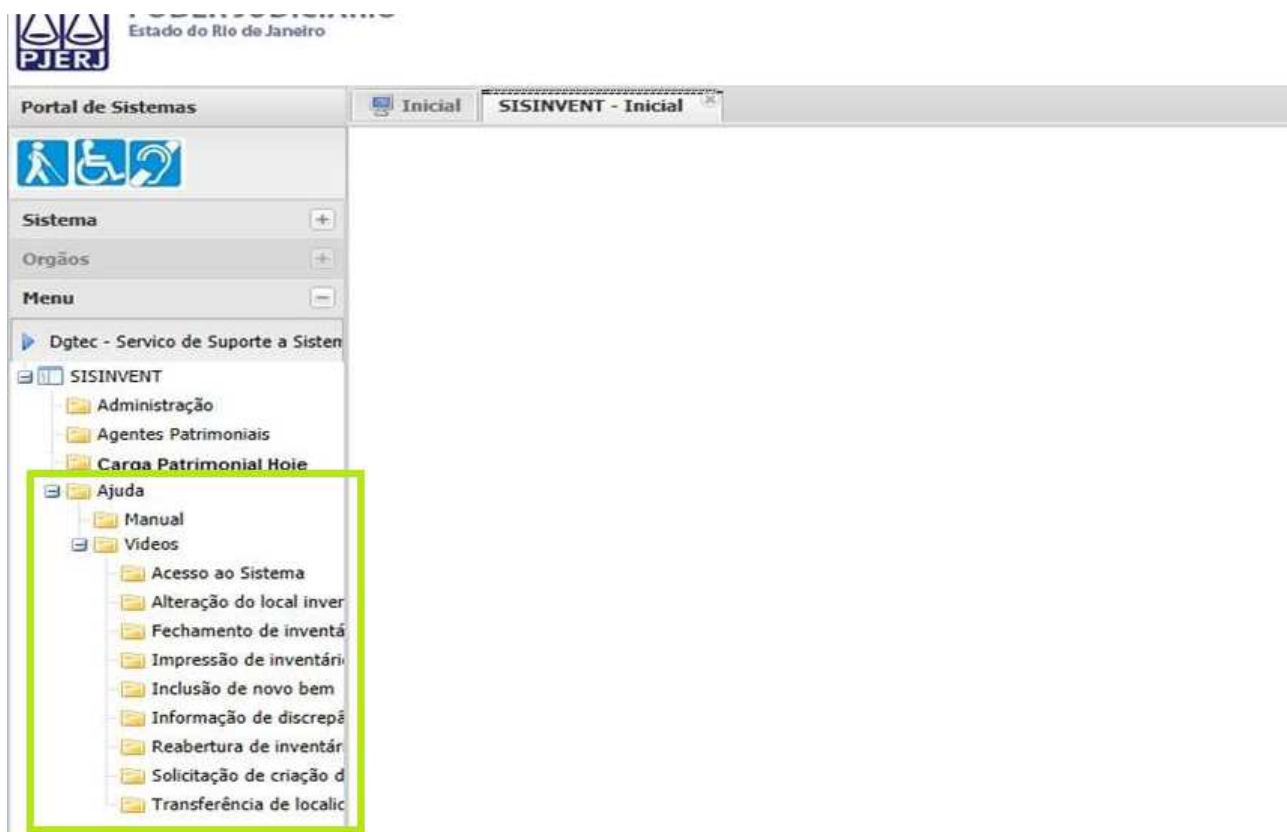 Estado do Rio de Janeiro
PJERJ
Portal de Sistemas
Inicial
SISINVENT - Inicial
Sistema
Orgãos
Menu
Dgtec - Servico de Suporte a Sistem
SISINVENT
Administração
Agentes Patrimoniais
Carga Patrimonial Hoje
Ajuda
Manual
Videos
Acesso ao Sistema
Alteração do local inver
Fechamento de inventá
Impressão de inventári
Inclusão de novo bem
Informação de discrepâ
Reabertura de inventár
Solicitação de criação d
Transferência de localid